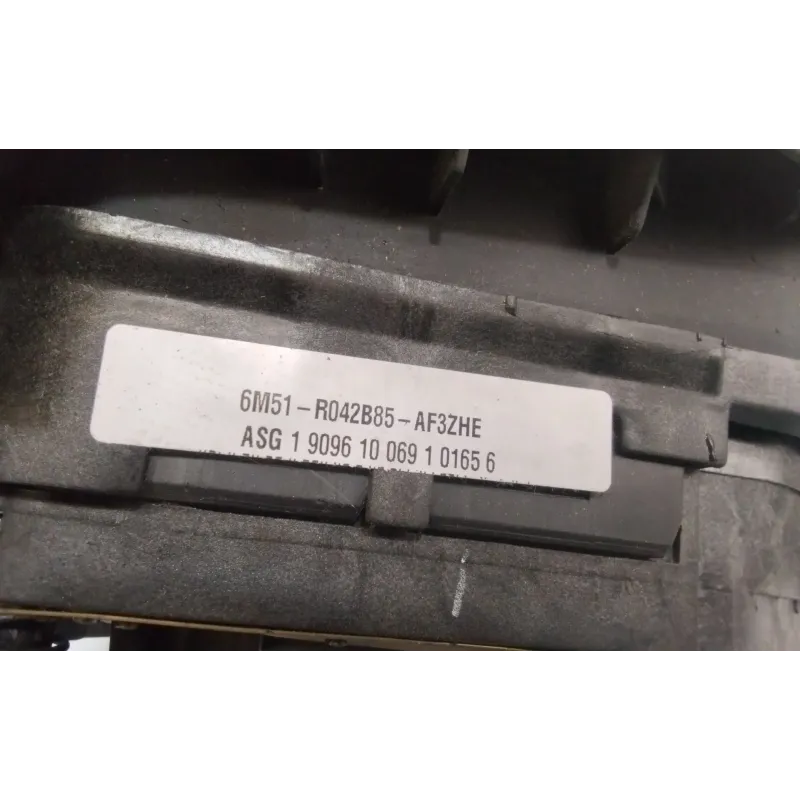 6M51-R042B85-AF3ZHE
ASG 1 9096 10 069 1 0165 6